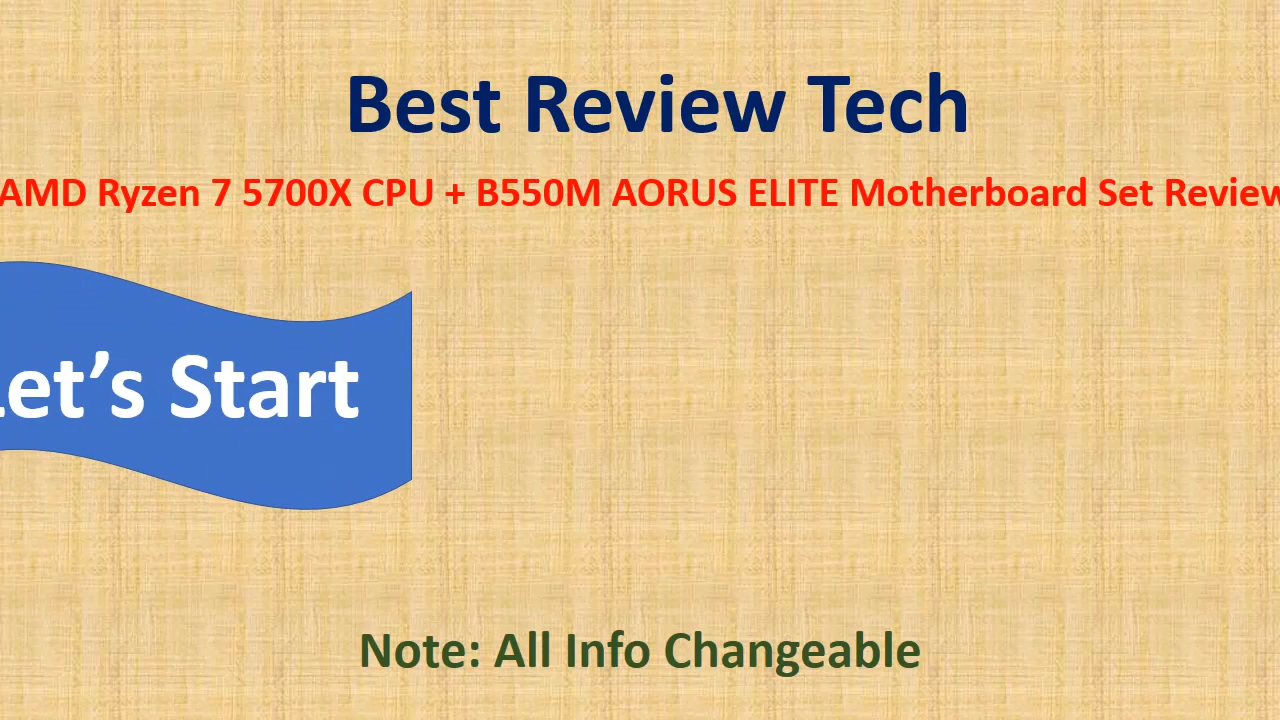 Best Review Tech
AMD Ryzen 7 5700X CPU + B550M AORUS ELITE Motherboard Set Review
Let’s Start
Note: All Info Changeable